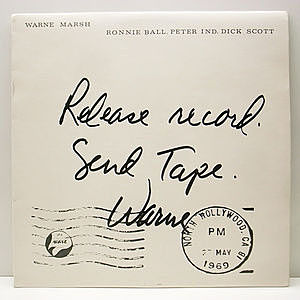 WARNE MARSH
RONNIE BALL. PETER IND. DICK SCOTT
Release record.
Send Tape.
Warne
NORTH HOLLYWOOD, CA
PM
MAY
1969